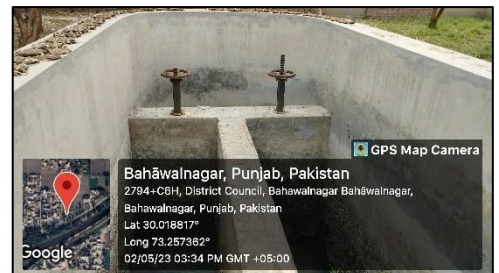 GPS Map Camera
Bahāwalnagar, Punjab, Pakistan
2794+C6H, District Council, Bahawalnagar Bahāwalnagar,
Bahawalnagar, Punjab, Pakistan
Lat 30.018817°
Long 73.257362°
02/05/23 03:34 PM GMT +05:00
Google